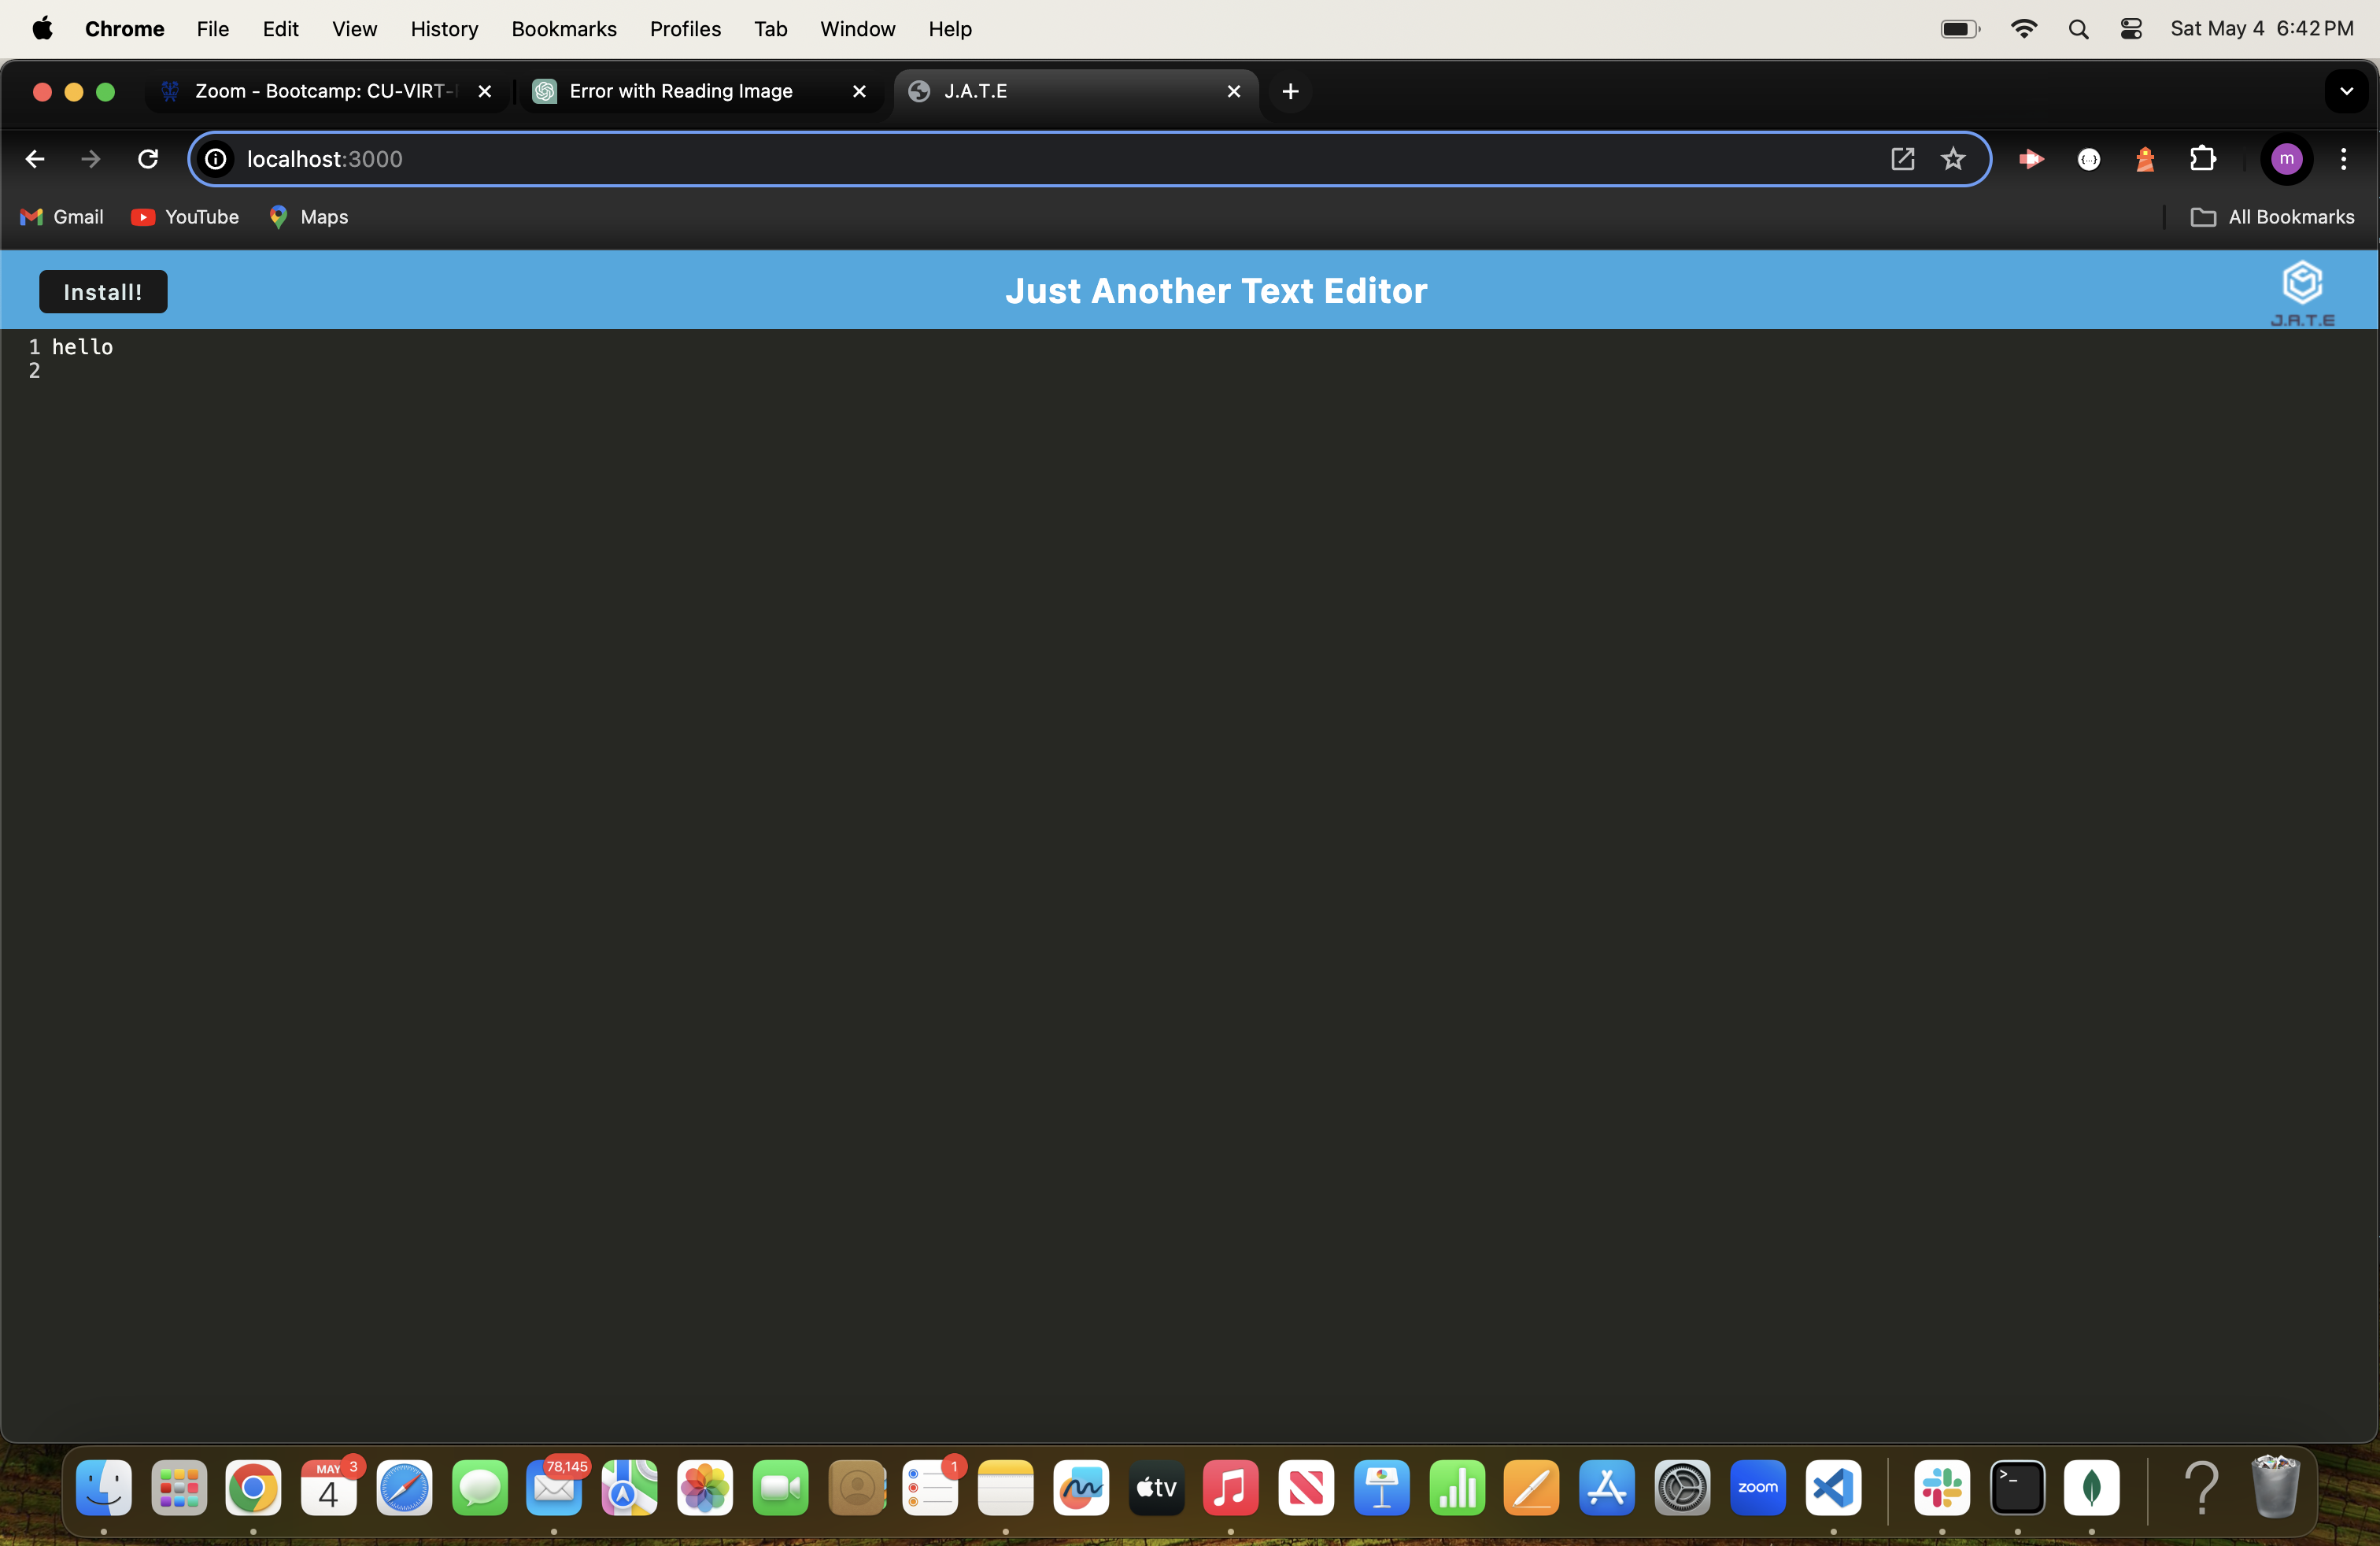 Chrome File Edit View History Bookmarks Profiles Tab Window Help Sat May 4 6:42 PM
Zoom - Bootcamp: CU-VIRT- Error with Reading Image J.A.T.E
localhost:3000 m
Gmail YouTube Maps All Bookmarks
Install! Just Another Text Editor
J.A.T.E
1 hello
2
MAY 3 78,145 1
4 tv zoom >_